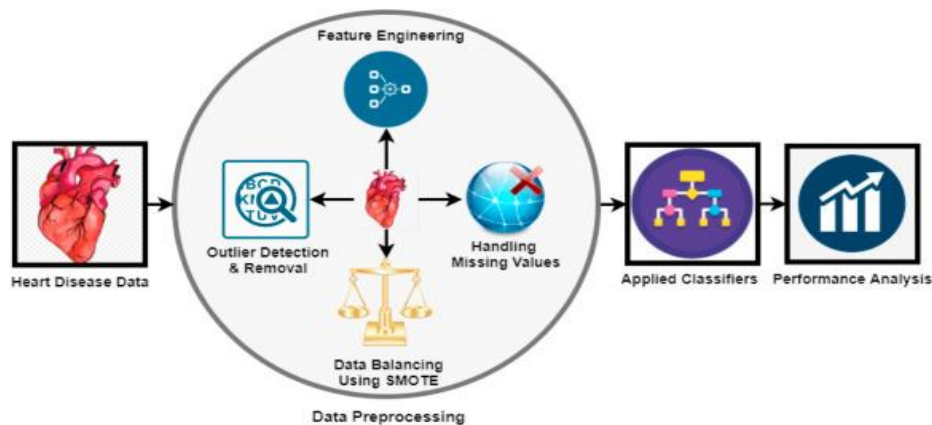 Feature Engineering
Heart Disease Data
Outlier Detection
& Removal
Handling
Missing Values
Data Balancing
Using SMOTE
Data Preprocessing
Applied Classifiers
Performance Analysis